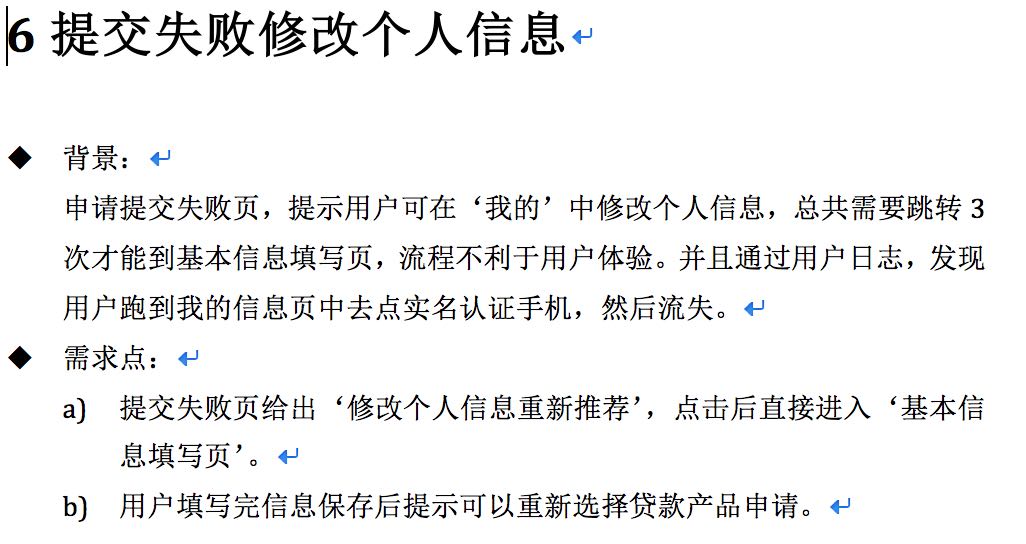 6 提交失败修改个人信息
◆ 背景：
申请提交失败页，提示用户可在‘我的’中修改个人信息，总共需要跳转 3
次才能到基本信息填写页，流程不利于用户体验。并且通过用户日志，发现
用户跑到我的信息页中去点实名认证手机，然后流失。
◆ 需求点：
a) 提交失败页给出‘修改个人信息重新推荐’，点击后直接进入‘基本信
息填写页’。
b) 用户填写完信息保存后提示可以重新选择贷款产品申请。